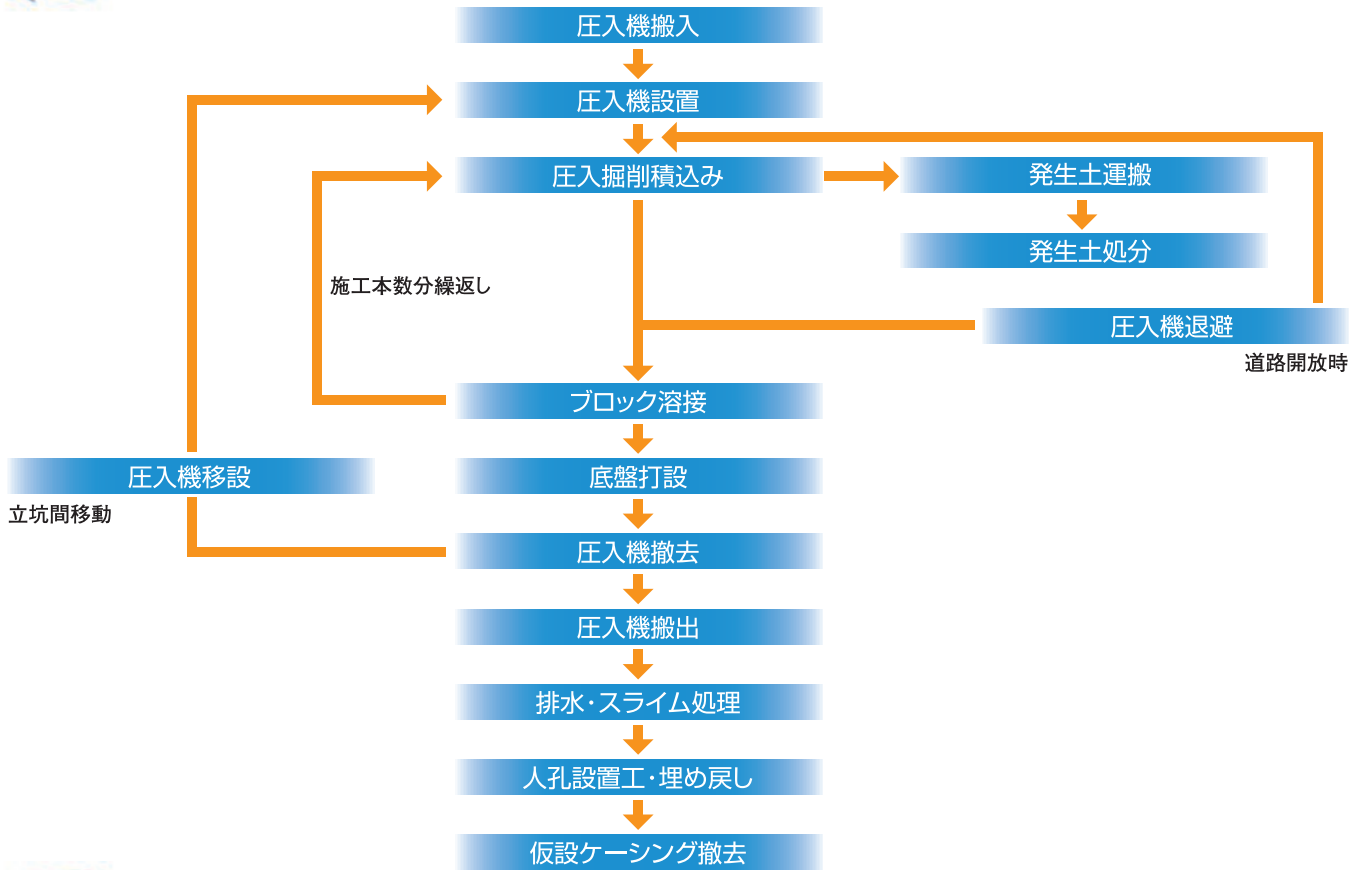 圧入機搬入
圧入機設置
圧入掘削積込み
発生土運搬
発生土処分
施工本数分繰返し
圧入機退避
道路開放時
ブロック溶接
圧入機移設
立坑間移動
底盤打設
圧入機撤去
圧入機搬出
排水・スライム処理
人孔設置工・埋め戻し
仮設ケーシング撤去